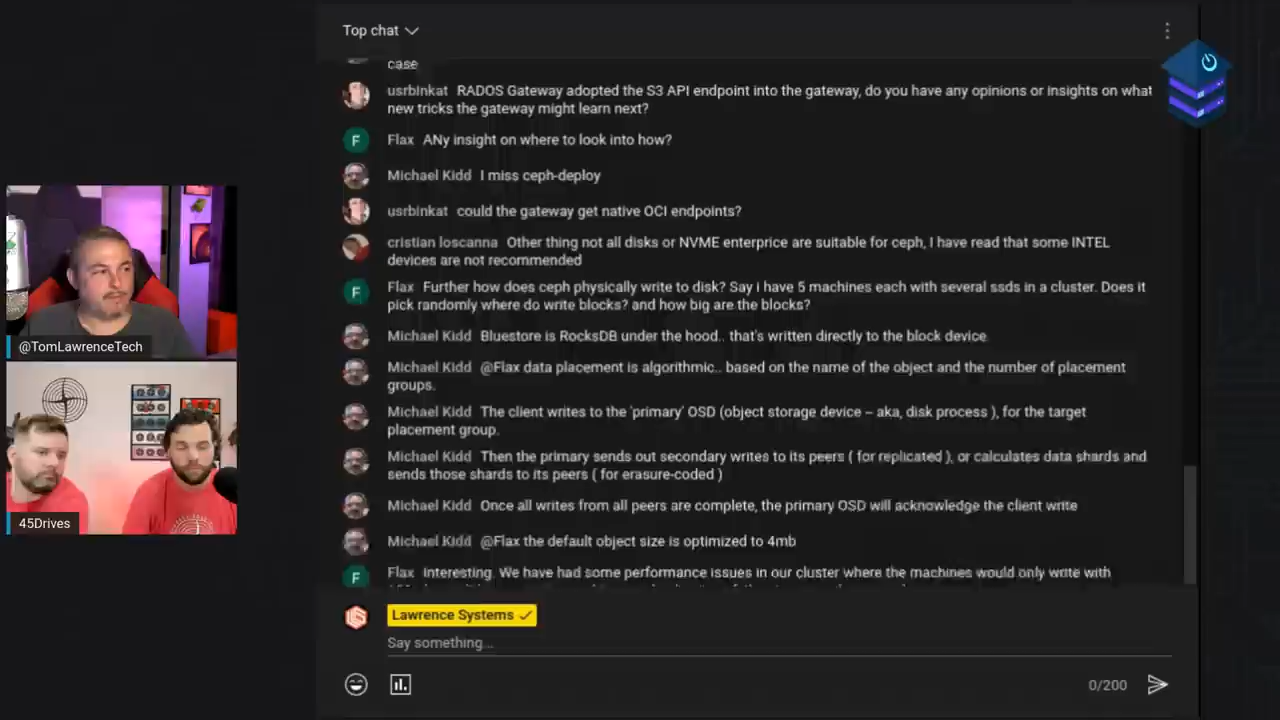 Top chat
case
usrbinkat RADOS Gateway adopted the S3 API endpoint into the gateway, do you have any opinions or insights on what
new tricks the gateway might learn next?
Flax ANy insight on where to look into how?
Michael Kidd I miss ceph-deploy
usrbinkat could the gateway get native OCI endpoints?
cristian loscanna Other thing not all disks or NVME enterprice are suitable for ceph, I have read that some INTEL
devices are not recommended
Flax Further how does ceph physically write to disk? Say i have 5 machines each with several ssds in a cluster. Does it
pick randomly where do write blocks? and how big are the blocks?
Michael Kidd Bluestore is RocksDB under the hood.. that's written directly to the block device.
Michael Kidd @Flax data placement is algorithmic.. based on the name of the object and the number of placement
groups.
Michael Kidd The client writes to the 'primary' OSD (object storage device – aka, disk process ), for the target
placement group.
Michael Kidd Then the primary sends out secondary writes to its peers ( for replicated ), or calculates data shards and
sends those shards to its peers ( for erasure-coded )
Michael Kidd Once all writes from all peers are complete, the primary OSD will acknowledge the client write
Michael Kidd @Flax the default object size is optimized to 4mb
Flax Interesting. We have had some performance issues in our cluster where the machines would only write with
Lawrence Systems
Say something...
0/200
@TomLawrenceTech
45Drives
F
F
F